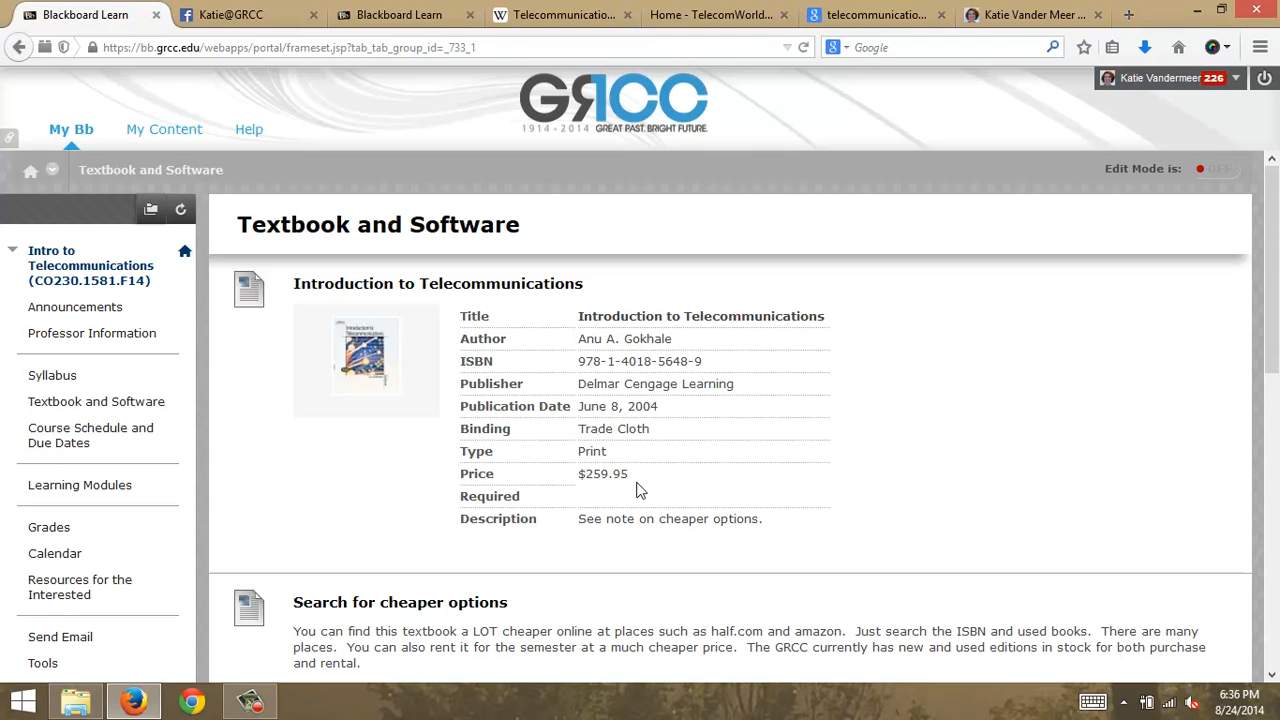 Blackboard Learn
Katie@GRCC
Blackboard Learn
Telecommunicatio...
Home - TelecomWorld...
telecommunicatio...
Katie Vander Meer ...
https://bb.grcc.edu/webapps/portal/frameset.jsp?tab_tab_group_id=_733_1
Google
Katie Vandermeer 226
GRCC
1914-2014 GREAT PAST. BRIGHT FUTURE.
My Bb
My Content
Help
Textbook and Software
Edit Mode is: OFF
Intro to
Telecommunications
(CO230.1581.F14)
Announcements
Professor Information
Syllabus
Textbook and Software
Course Schedule and
Due Dates
Learning Modules
Grades
Calendar
Resources for the
Interested
Send Email
Tools
Textbook and Software
Introduction to Telecommunications
Introduction to
Telecommunications
Title Introduction to Telecommunications
Author Anu A. Gokhale
ISBN 978-1-4018-5648-9
Publisher Delmar Cengage Learning
Publication Date June 8, 2004
Binding Trade Cloth
Type Print
Price $259.95
Required
Description See note on cheaper options.
Search for cheaper options
You can find this textbook a LOT cheaper online at places such as half.com and amazon. Just search the ISBN and used books. There are many
places. You can also rent it for the semester at a much cheaper price. The GRCC currently has new and used editions in stock for both purchase
and rental.
6:36 PM
8/24/2014